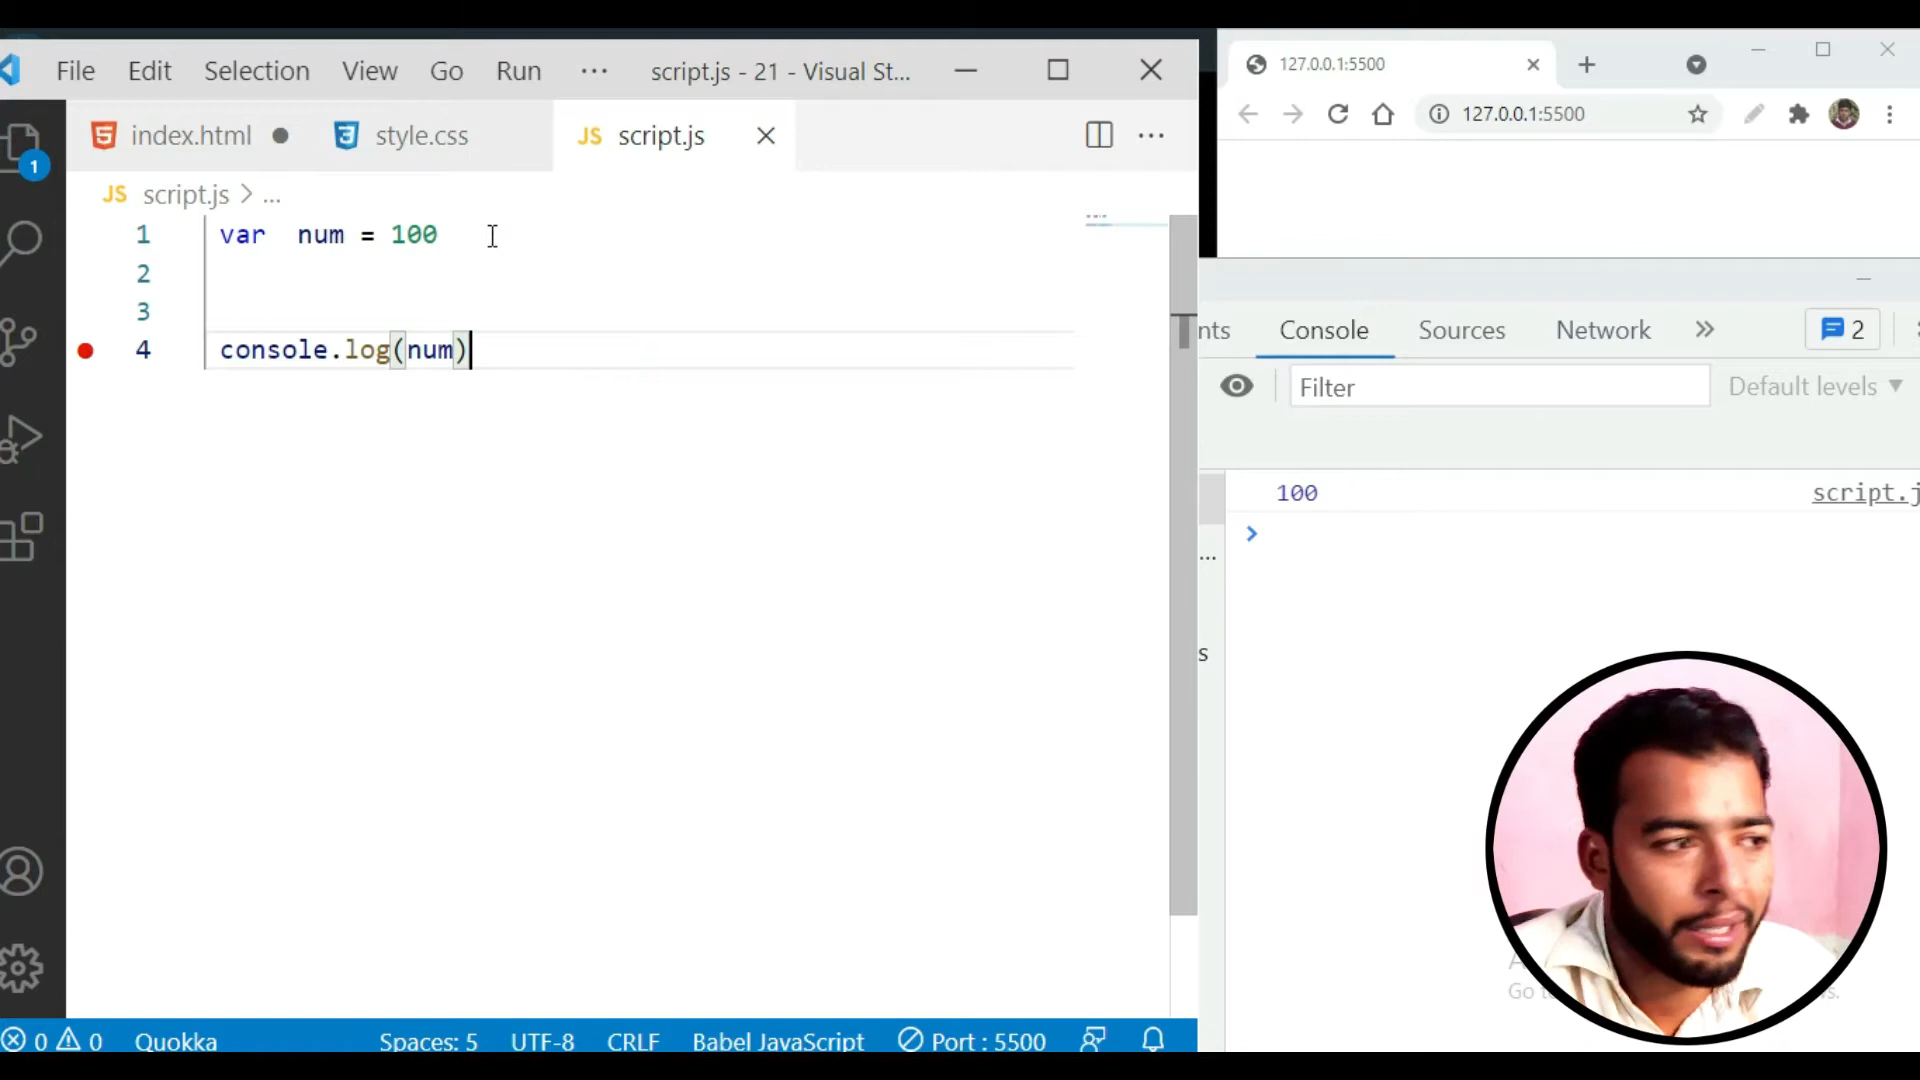 File Edit Selection View Go Run ··· script.js - 21 - Visual St...
index.html style.css JS script.js
JS script.js > ...
1 var num = 100
2
3
4 console.log(num)
1
0 0 Quokka Spaces: 5 UTF-8 CRLF Babel JavaScript Port : 5500
127.0.0.1:5500
127.0.0.1:5500
nts Console Sources Network 2
Filter Default levels
100 script.j
...
s
Go